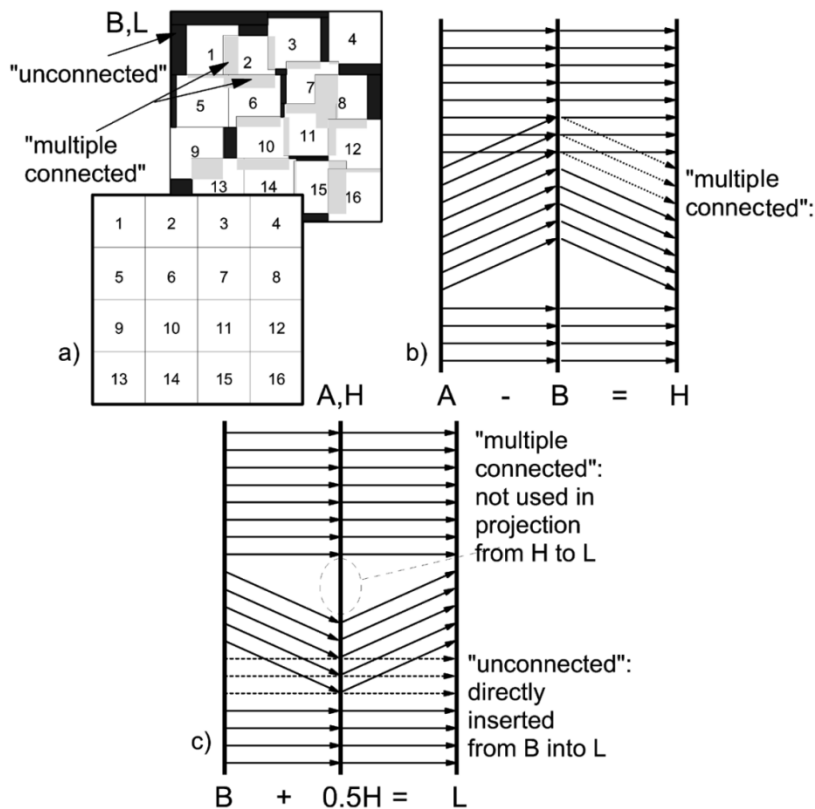 B,L
"unconnected"
"multiple
connected"
1 2 3 4
5 6 7 8
9 10 11 12
13 14 15 16
1 2 3 4
5 6 7 8
9 10 11 12
13 14 15 16
a)
A,H
"multiple
connected":
b)
A - B = H
"multiple
connected":
not used in
projection
from H to L
"unconnected":
directly
inserted
from B into L
c)
B + 0.5H = L